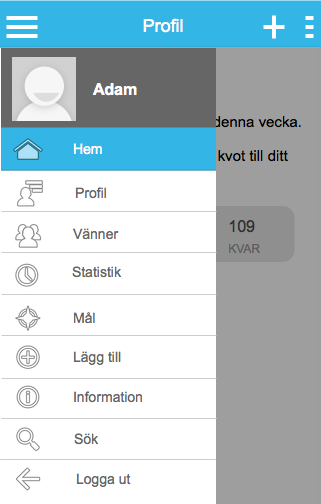 Profil
Adam
denna vecka.
kvot till ditt
109
KVAR
Hem
Profil
Vänner
Statistik
Mål
Lägg till
Information
Sök
Logga ut